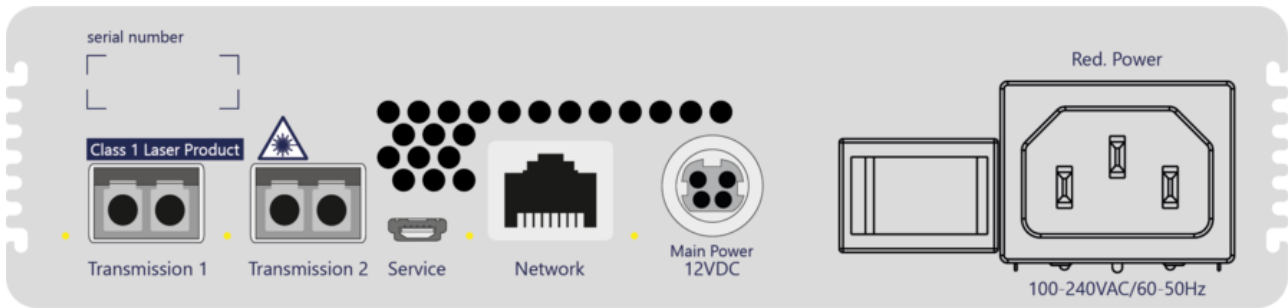 serial number
Red. Power
Class 1 Laser Product
Main Power
12VDC
Transmission 1
Transmission 2
Service
Network
100-240VAC/60-50Hz